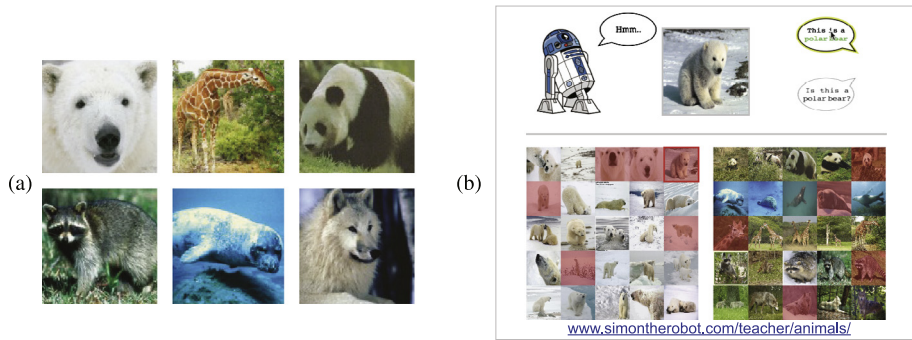 (a)
(b)
Hmm..
This is a
polar bear
Is this a
polar bear?
www.simontherobot.com/teacher/animals/